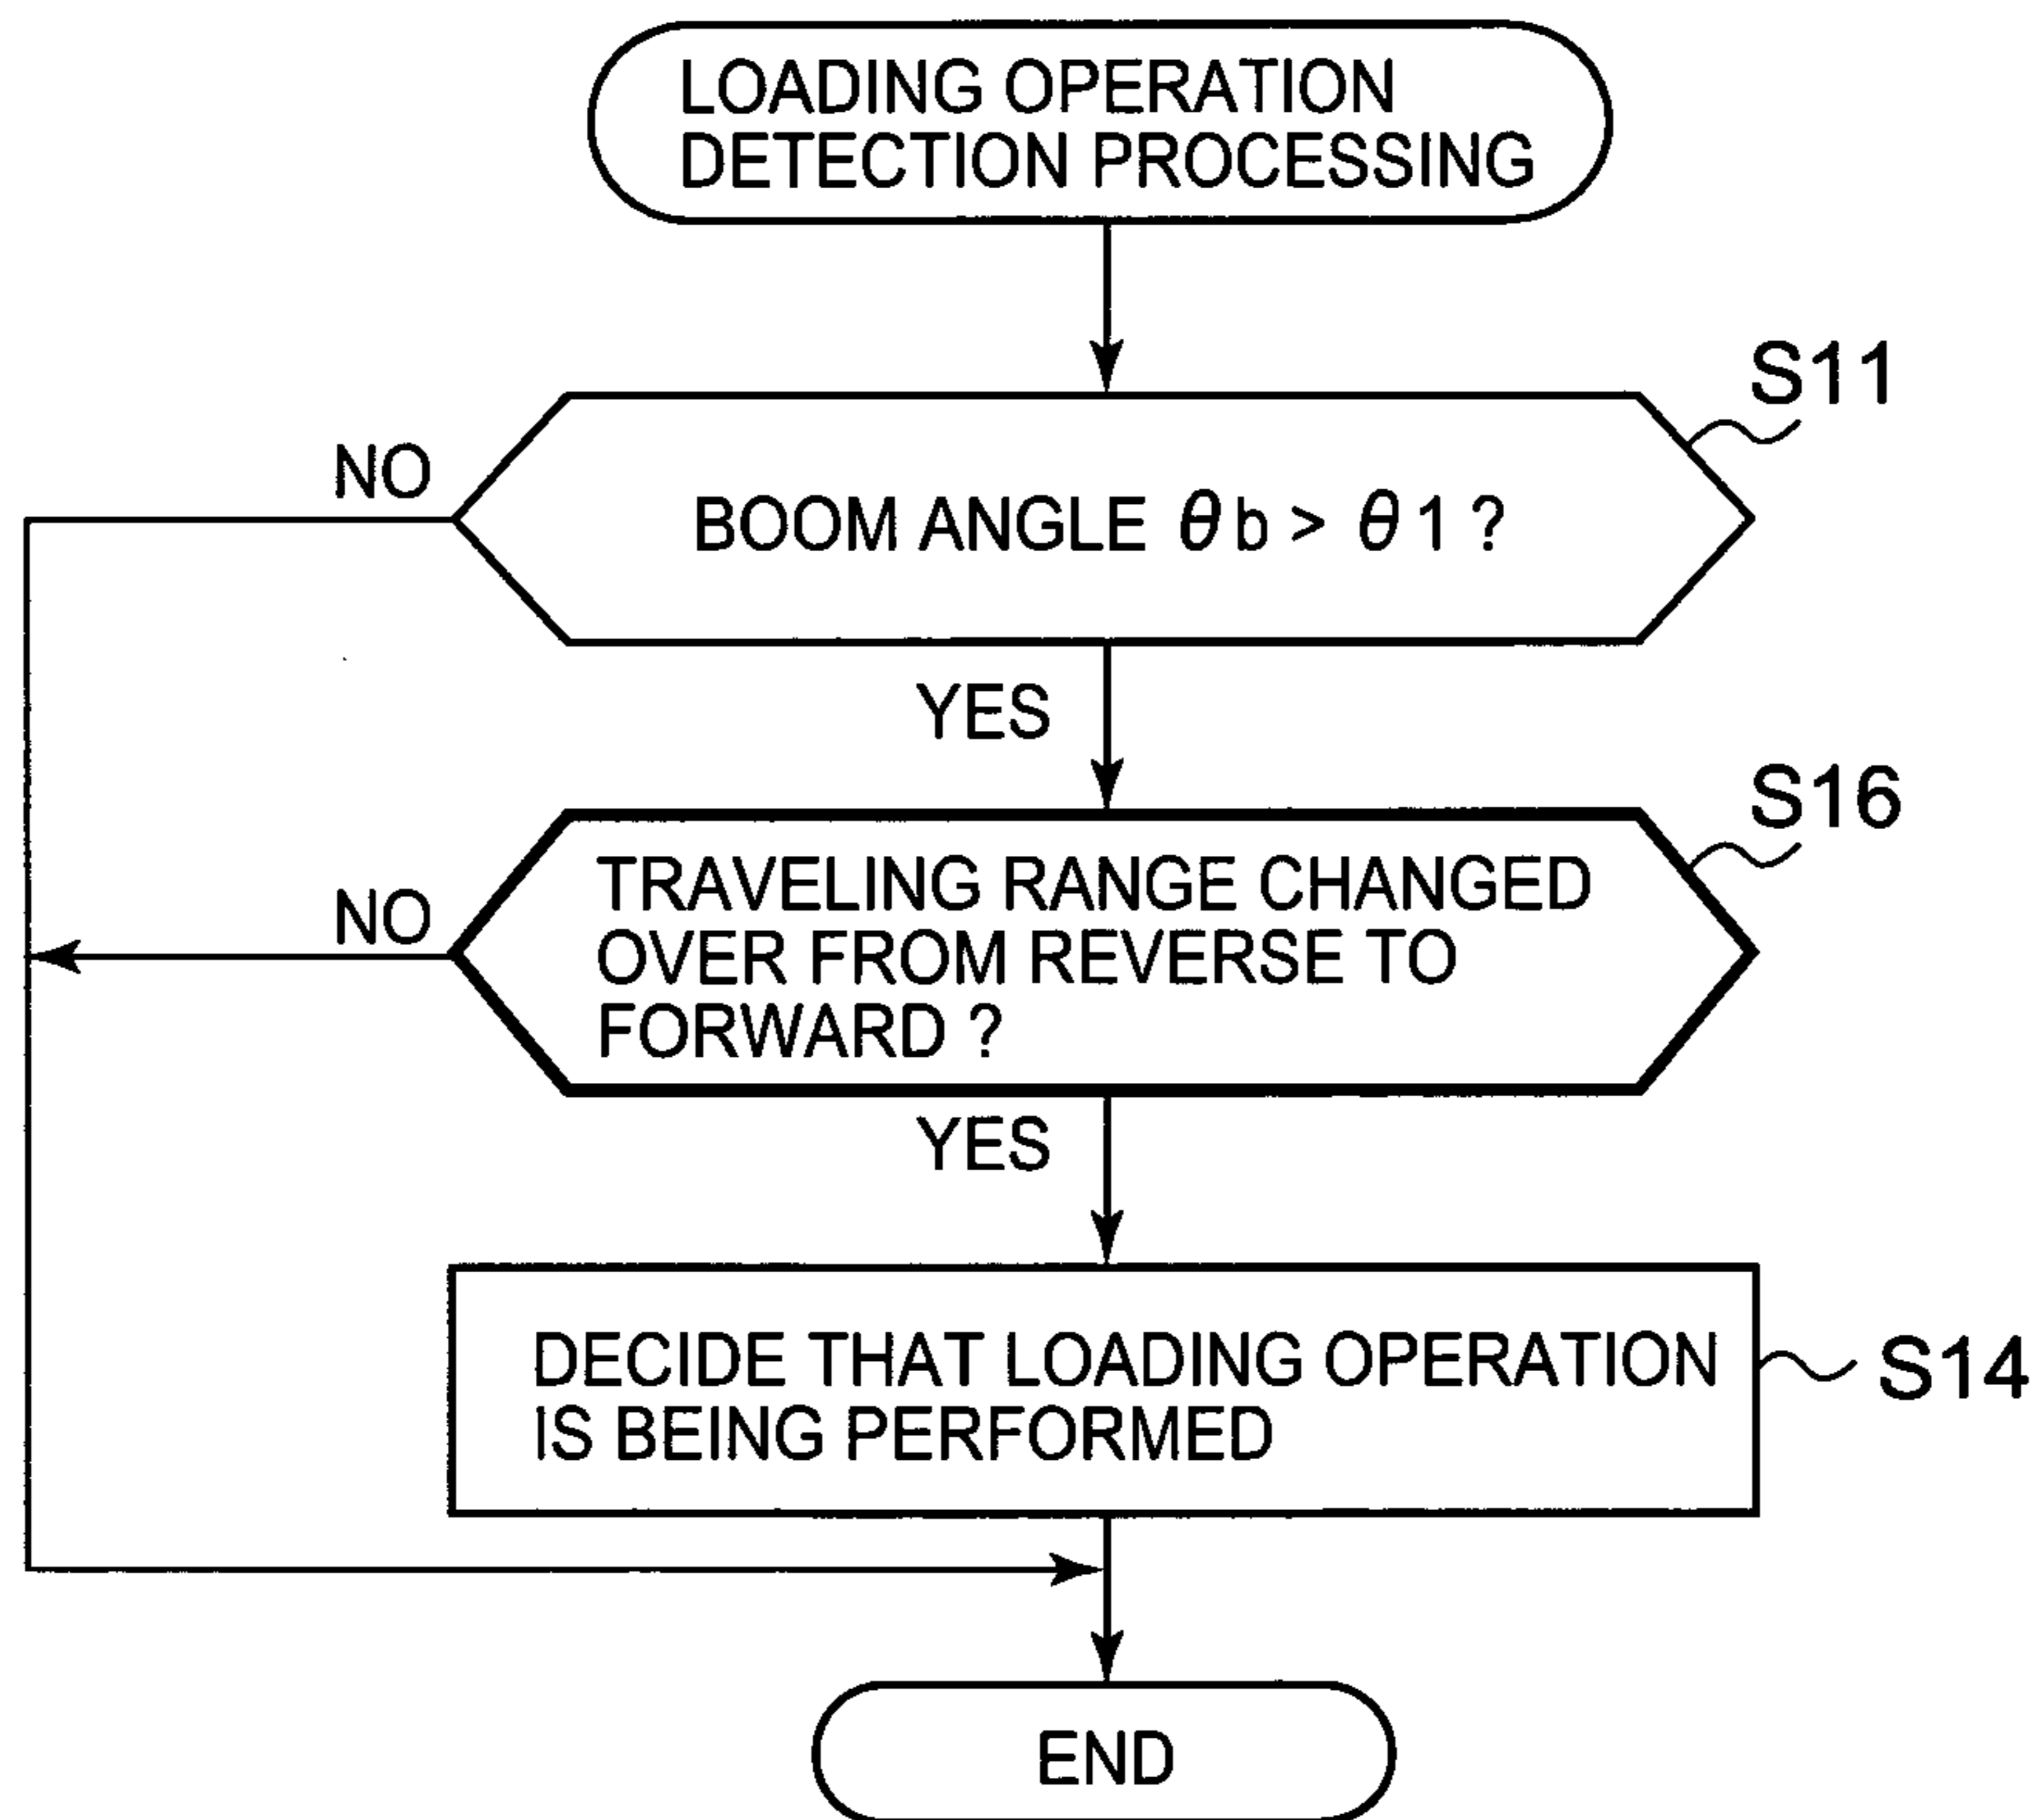 LOADING OPERATION
DETECTION PROCESSING
S11
NO
BOOM ANGLE θb > θ1 ?
YES
S16
NO
TRAVELING RANGE CHANGED
OVER FROM REVERSE TO
FORWARD ?
YES
DECIDE THAT LOADING OPERATION
IS BEING PERFORMED
S14
END